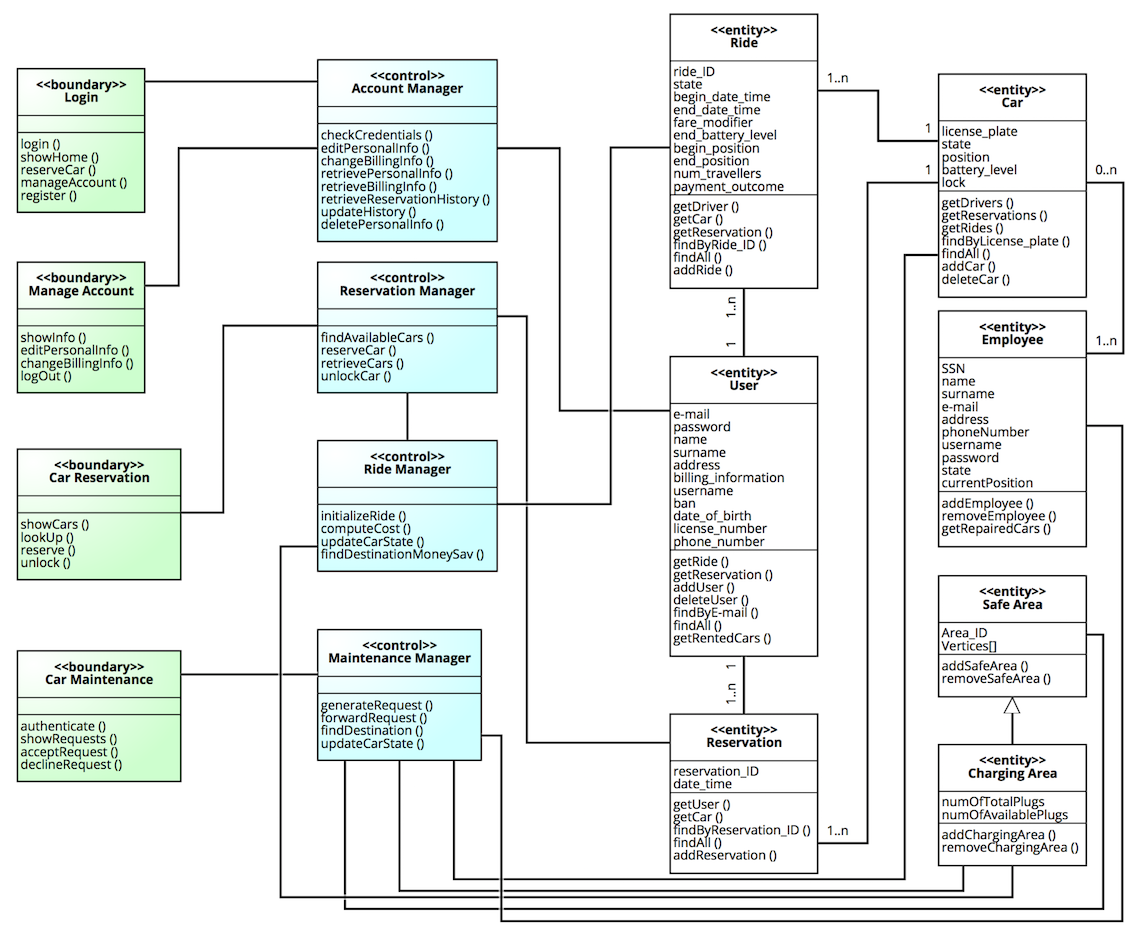 <<boundary>>
Login
login ()
showHome ()
reserveCar ()
manageAccount ()
register ()
<<boundary>>
Manage Account
showInfo ()
editPersonalInfo ()
changeBillingInfo ()
logOut ()
<<boundary>>
Car Reservation
showCars ()
lookUp ()
reserve ()
unlock ()
<<boundary>>
Car Maintenance
authenticate ()
showRequests ()
acceptRequest ()
declineRequest ()
<<control>>
Account Manager
checkCredentials ()
editPersonalInfo ()
changeBillingInfo ()
retrievePersonalInfo ()
retrieveBillingInfo ()
retrieveReservationHistory ()
updateHistory ()
deletePersonalInfo ()
<<control>>
Reservation Manager
findAvailableCars ()
reserveCar ()
retrieveCars ()
unlockCar ()
<<control>>
Ride Manager
initializeRide ()
computeCost ()
updateCarState ()
findDestinationMoneySav ()
<<control>>
Maintenance Manager
generateRequest ()
forwardRequest ()
findDestination ()
updateCarState ()
<<entity>>
Ride
ride_ID
state
begin_date_time
end_date_time
fare_modifier
end_battery_level
begin_position
end_position
num_travellers
payment_outcome
getDriver ()
getCar ()
getReservation ()
findByRide_ID ()
findAll ()
addRide ()
1..n
1
<<entity>>
User
e-mail
password
name
surname
address
billing_information
username
ban
date_of_birth
license_number
phone_number
getRide ()
getReservation ()
addUser ()
deleteUser ()
findByE-mail ()
findAll ()
getRentedCars ()
1
1..n
<<entity>>
Reservation
reservation_ID
date_time
getUser ()
getCar ()
findByReservation_ID ()
findAll ()
addReservation ()
1..n
1..n
1
1
<<entity>>
Car
license_plate
state
position
battery_level
lock
getDrivers ()
getReservations ()
getRides ()
findByLicense_plate ()
findAll ()
addCar ()
deleteCar ()
0..n
1..n
<<entity>>
Employee
SSN
name
surname
e-mail
address
phoneNumber
username
password
state
currentPosition
addEmployee ()
removeEmployee ()
getRepairedCars ()
<<entity>>
Safe Area
Area_ID
Vertices[]
addSafeArea ()
removeSafeArea ()
<<entity>>
Charging Area
numOfTotalPlugs
numOfAvailablePlugs
addChargingArea ()
removeChargingArea ()